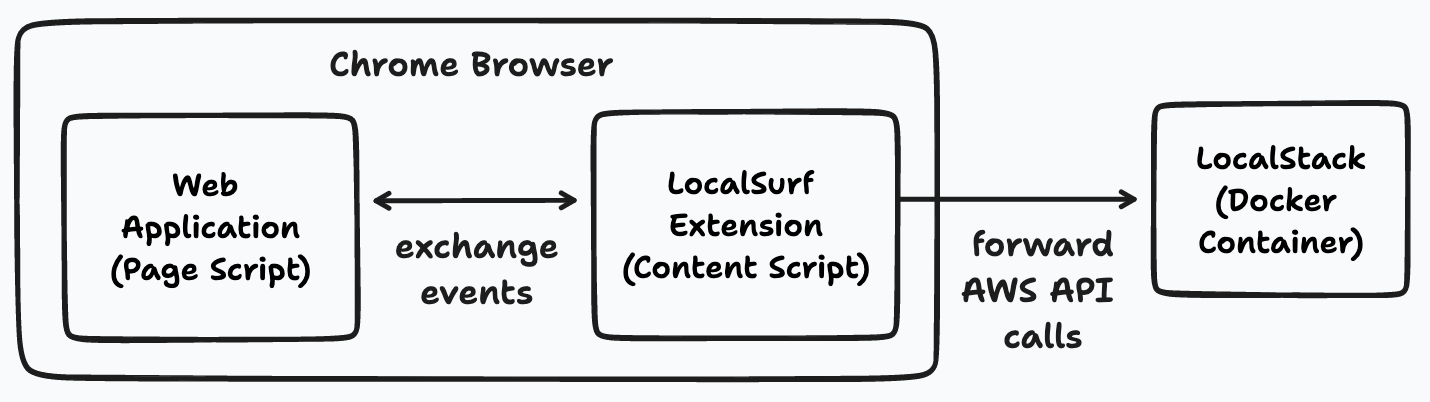 Chrome Browser
Web
Application
(Page Script)
exchange
events
LocalSurf
Extension
(Content Script)
forward
AWS API
calls
LocalStack
(Docker
Container)